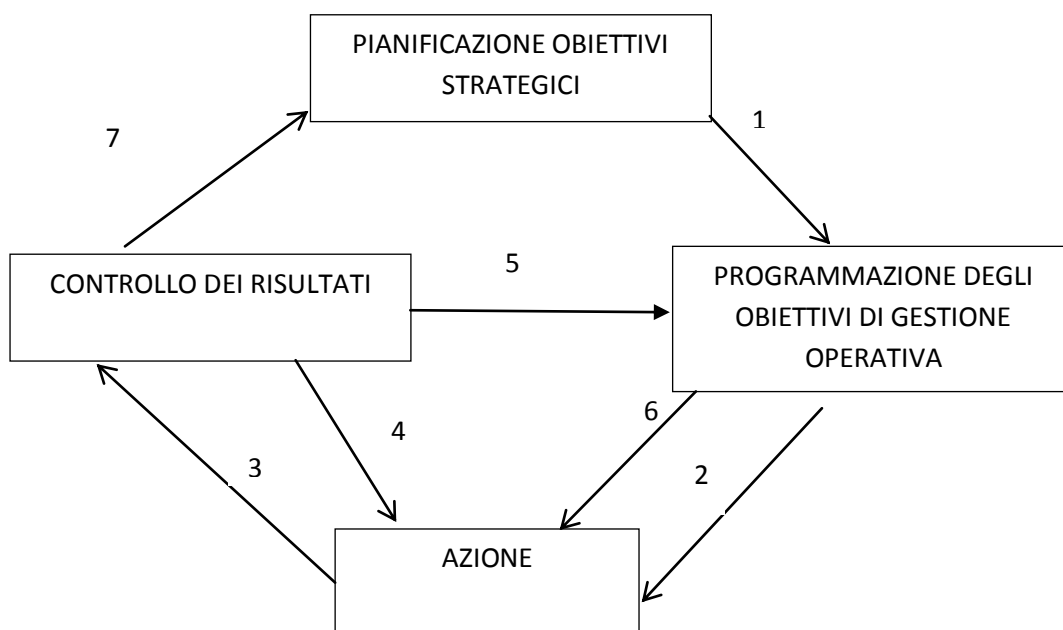 PIANIFICAZIONE OBIETTIVI
STRATEGICI
7
1
CONTROLLO DEI RISULTATI
5
PROGRAMMAZIONE DEGLI
OBIETTIVI DI GESTIONE
OPERATIVA
4
6
3
2
AZIONE